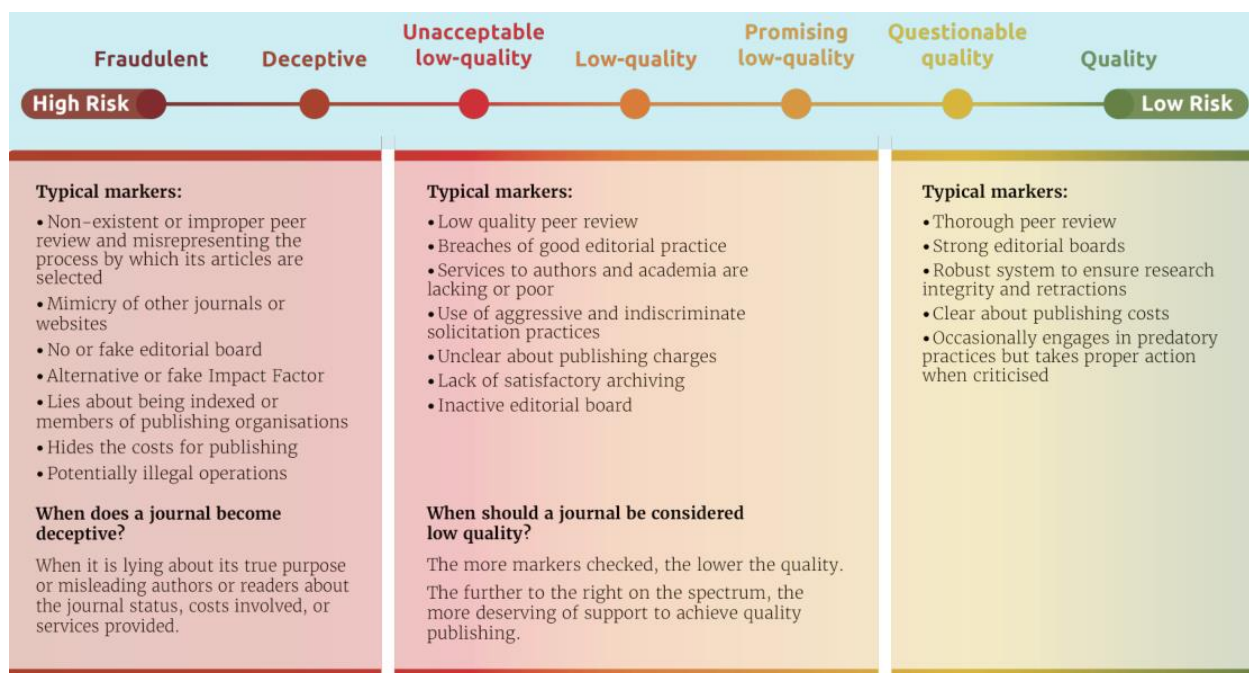 Fraudulent
Deceptive
Unacceptable
low-quality
Low-quality
Promising
low-quality
Questionable
quality
Quality
High Risk
Low Risk
Typical markers:
• Non-existent or improper peer
review and misrepresenting the
process by which its articles are
selected
• Mimicry of other journals or
websites
• No or fake editorial board
• Alternative or fake Impact Factor
• Lies about being indexed or
members of publishing organisations
• Hides the costs for publishing
• Potentially illegal operations
When does a journal become
deceptive?
When it is lying about its true purpose
or misleading authors or readers about
the journal status, costs involved, or
services provided.
Typical markers:
• Low quality peer review
• Breaches of good editorial practice
• Services to authors and academia are
lacking or poor
• Use of aggressive and indiscriminate
solicitation practices
• Unclear about publishing charges
• Lack of satisfactory archiving
• Inactive editorial board
When should a journal be considered
low quality?
The more markers checked, the lower the quality.
The further to the right on the spectrum, the
more deserving of support to achieve quality
publishing.
Typical markers:
• Thorough peer review
• Strong editorial boards
• Robust system to ensure research
integrity and retractions
• Clear about publishing costs
• Occasionally engages in predatory
practices but takes proper action
when criticised